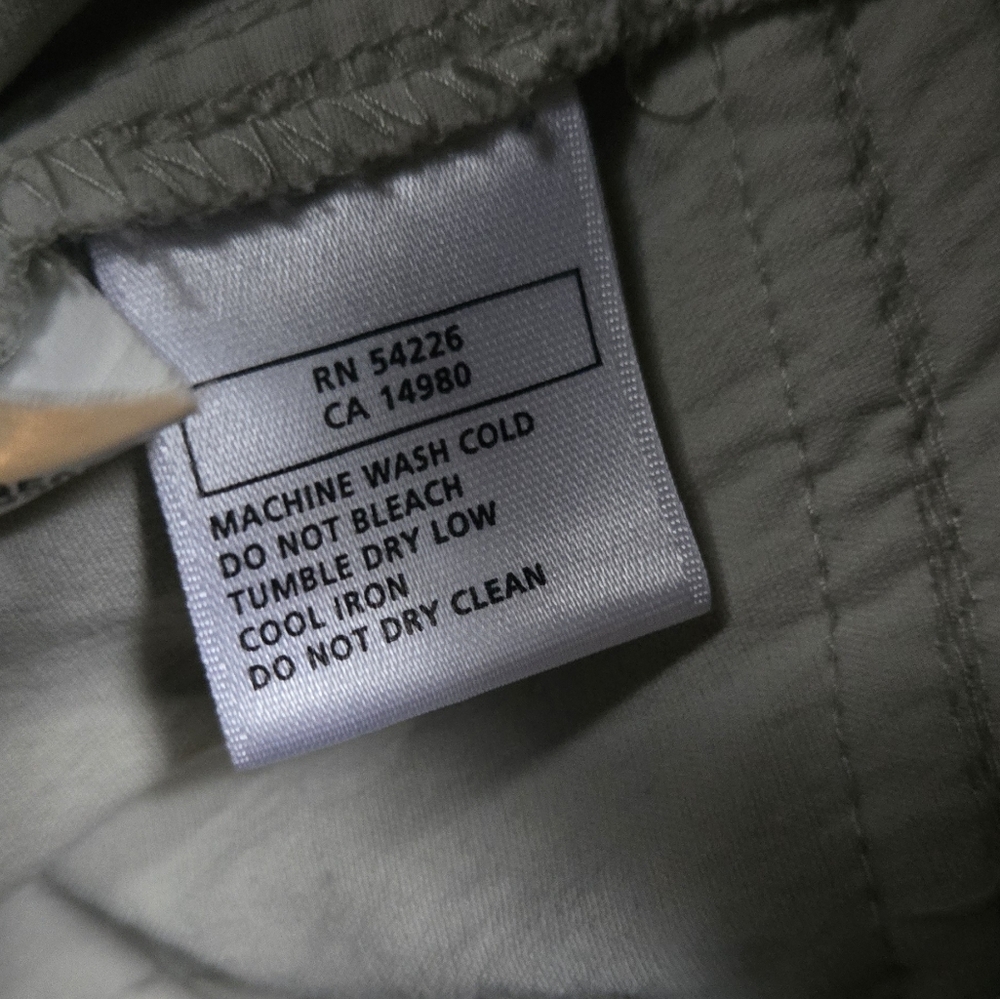 RN 54226
CA 14980
MACHINE WASH COLD
DO NOT BLEACH
TUMBLE DRY LOW
COOL IRON
DO NOT DRY CLEAN